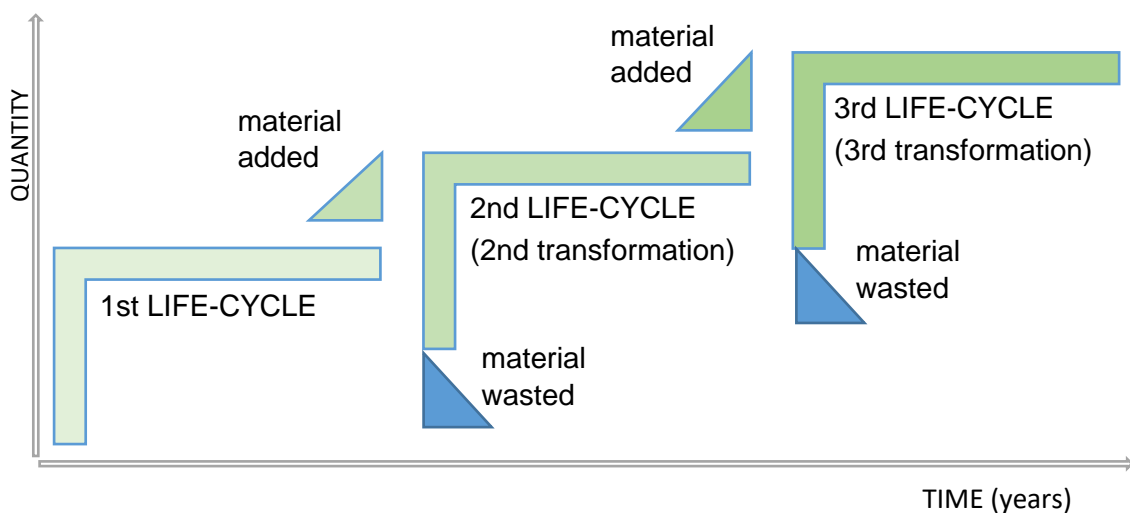 QUANTITY
material
added
material
added
3rd LIFE-CYCLE
(3rd transformation)
2nd LIFE-CYCLE
(2nd transformation)
material
wasted
1st LIFE-CYCLE
material
wasted
TIME (years)